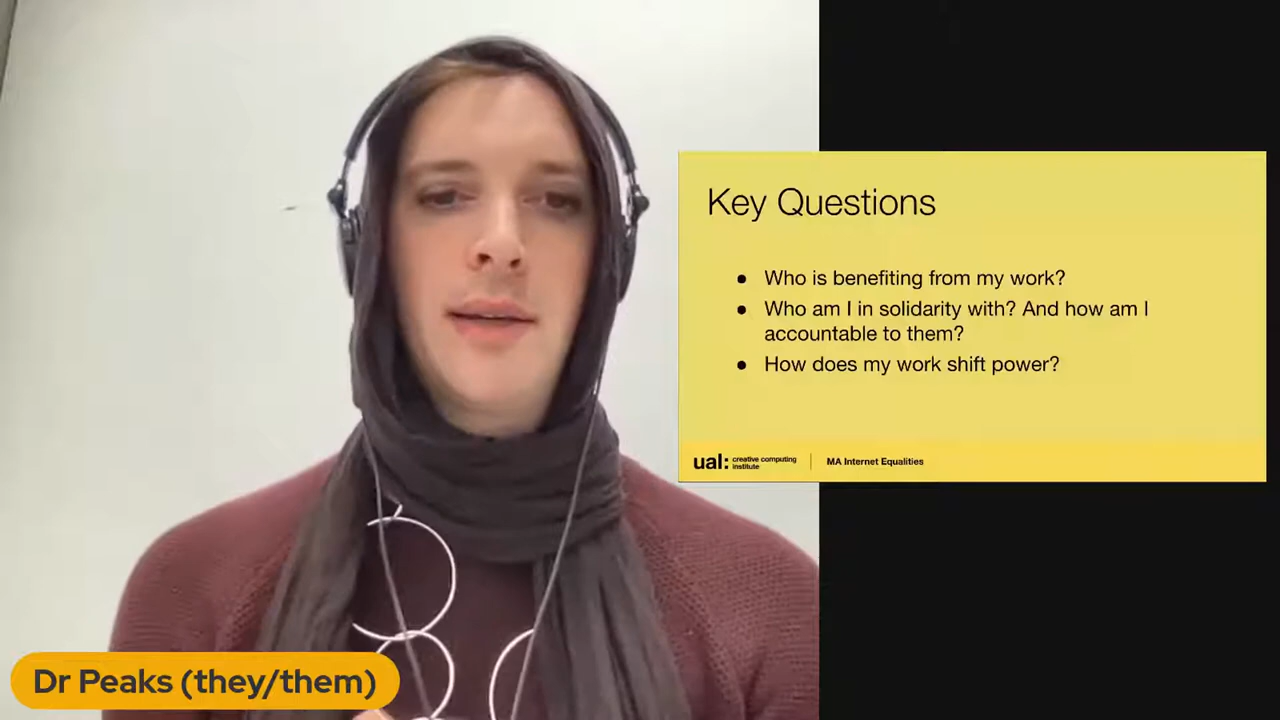 Key Questions
● Who is benefiting from my work?
● Who am I in solidarity with? And how am I
accountable to them?
● How does my work shift power?
ual: creative computing
institute
MA Internet Equalities
Dr Peaks (they/them)